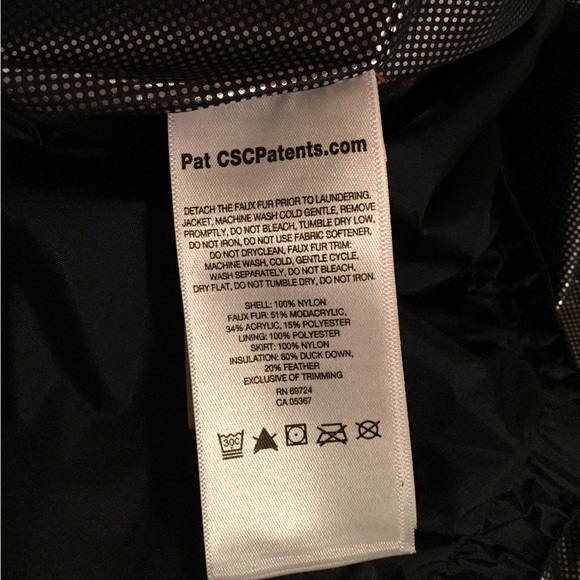 Pat CSCPatents.com
DETACH THE FAUX FUR PRIOR TO LAUNDERING.
JACKET, MACHINE WASH COLD GENTLE, REMOVE
PROMPTLY, DO NOT BLEACH, TUMBLE DRY LOW,
DO NOT IRON, DO NOT USE FABRIC SOFTENER,
DO NOT DRYCLEAN, FAUX FUR TRIM:
MACHINE WASH, COLD, GENTLE CYCLE,
WASH SEPARATELY, DO NOT BLEACH,
DRY FLAT, DO NOT TUMBLE DRY, DO NOT IRON.
SHELL: 100% NYLON
FAUX FUR: 51% MODACRYLIC,
34% ACRYLIC, 15% POLYESTER
LINING: 100% POLYESTER
SKIRT: 100% NYLON
INSULATION: 80% DUCK DOWN,
20% FEATHER
EXCLUSIVE OF TRIMMING
RN 69724
CA 05367
30C